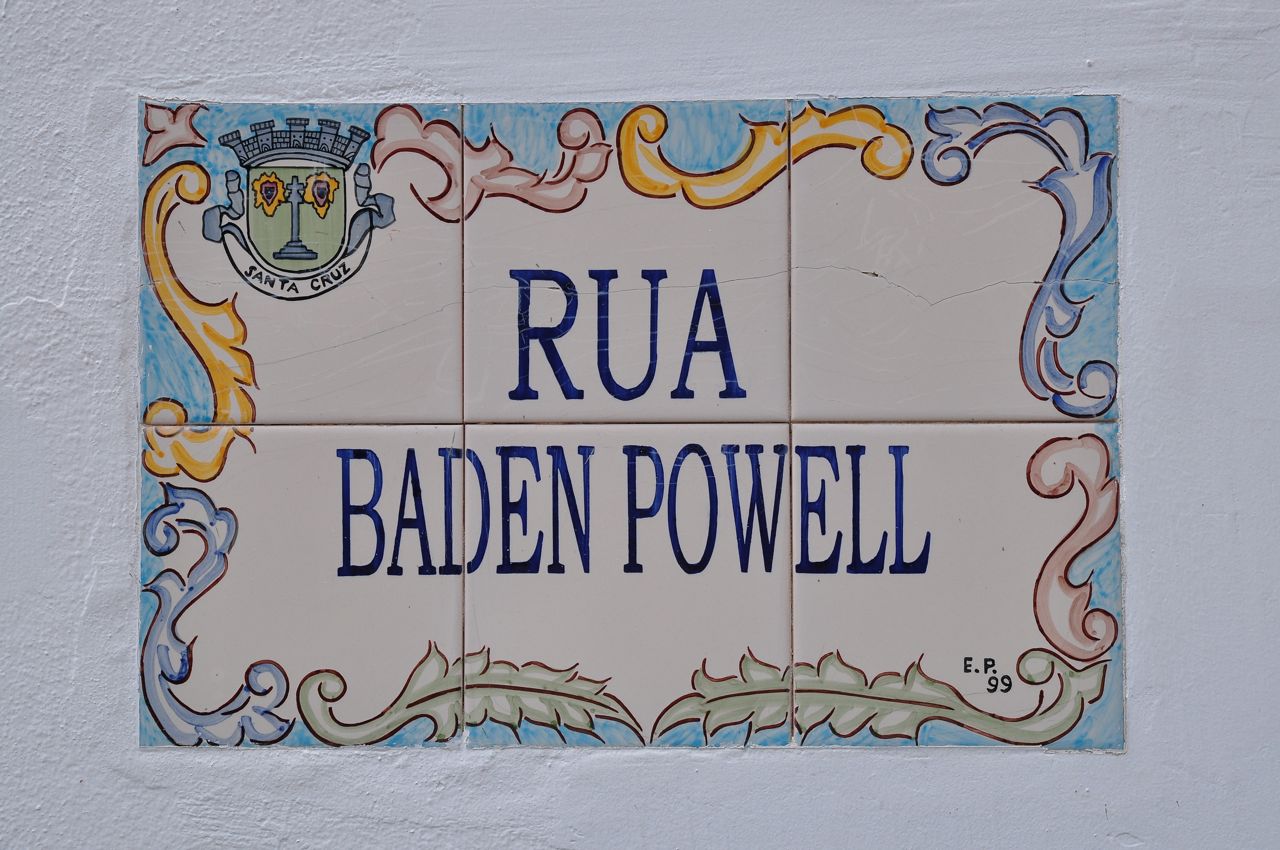 SANTA CRUZ
RUA
BADEN POWELL
E.P.
99